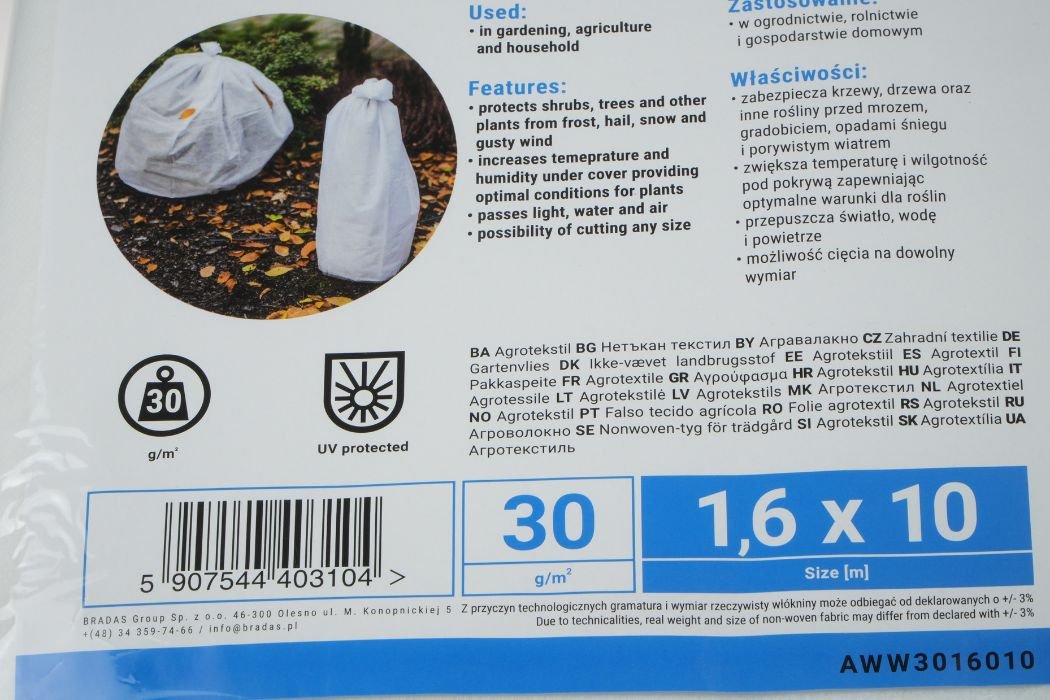 Used:
• in gardening, agriculture
and household
Features:
• protects shrubs, trees and other
plants from frost, hail, snow and
gusty wind
• increases temeprature and
humidity under cover providing
optimal conditions for plants
• passes light, water and air
• possibility of cutting any size
Zastosowanie:
• w ogrodnictwie, rolnictwie
i gospodarstwie domowym
Właściwości:
• zabezpiecza krzewy, drzewa oraz
inne rośliny przed mrozem,
gradobiciem, opadami śniegu
i porywistym wiatrem
• zwiększa temperaturę i wilgotność
pod pokrywą zapewniając
optymalne warunki dla roślin
• przepuszcza światło, wodę
i powietrze
• możliwość cięcia na dowolny
wymiar
30
g/m²
UV protected
BA Agrotekstil BG Нетъкан текстил BY Агравалакно CZ Zahradní textilie DE
Gartenvlies DK Ikke-vævet landbrugsstof EE Agrotekstiil ES Agrotextil FI
Pakkaspeite FR Agrotextile GR Αγρούφασμα HR Agrotekstil HU Agrotextília IT
Agrotessile LT Agrotekstilė LV Agrotekstils MK Агротекстил NL Agrotextiel
NO Agrotekstil PT Falso tecido agrícola RO Folie agrotextil RS Agrotekstil RU
Агроволокно SE Nonwoven-tyg för trädgård SI Agrotekstil SK Agrotextília UA
Агротекстиль
5 907544 403104 >
30
g/m²
1,6 x 10
Size [m]
BRADAS Group Sp. z o.o. 46-300 Olesno ul. M. Konopnickiej 5
+(48) 34 359-74-66 / info@bradas.pl
Z przyczyn technologicznych gramatura i wymiar rzeczywisty włókniny może odbiegać od deklarowanych o +/- 3%
Due to technicalities, real weight and size of non-woven fabric may differ from declared with +/- 3%
AWW3016010